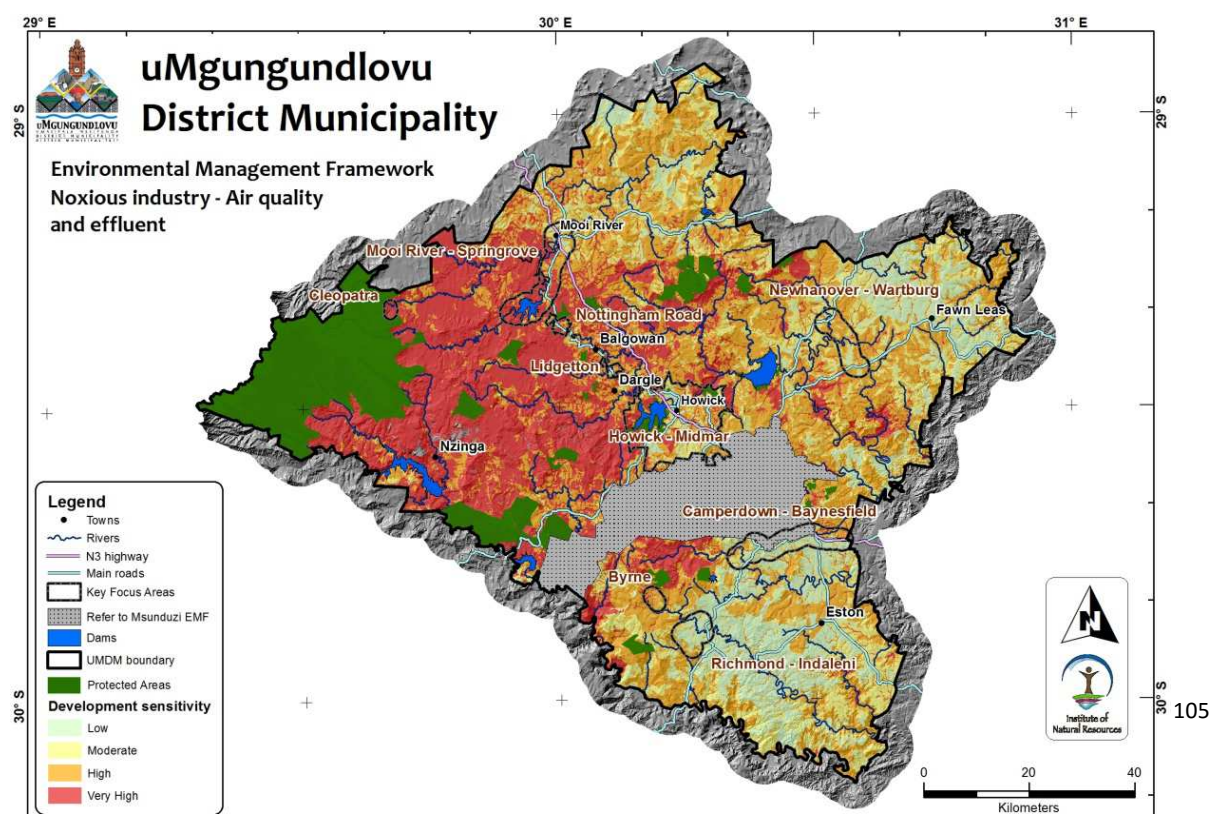 29° E
30° E
31° E
uMgungundlovu
District Municipality
uMGUNGUNDLOVU
Environmental Management Framework
Noxious industry - Air quality
and effluent
29° S
29° S
Mooi River
Mooi River - Springrove
Cleopatra
Newhanover - Wartburg
Nottingham Road
Fawn Leas
Balgowan
Lidgetton
Dargle
Howick
Howick - Midmar
Nzinga
Camperdown - Baynesfield
Byrne
Eston
Richmond - Indaleni
Legend
Towns
Rivers
N3 highway
Main roads
Key Focus Areas
Refer to Msunduzi EMF
Dams
UMDM boundary
Protected Areas
Development sensitivity
Low
Moderate
High
Very High
N
Institute of
Natural Resources
30° S
30° S
105
0 20 40
Kilometers